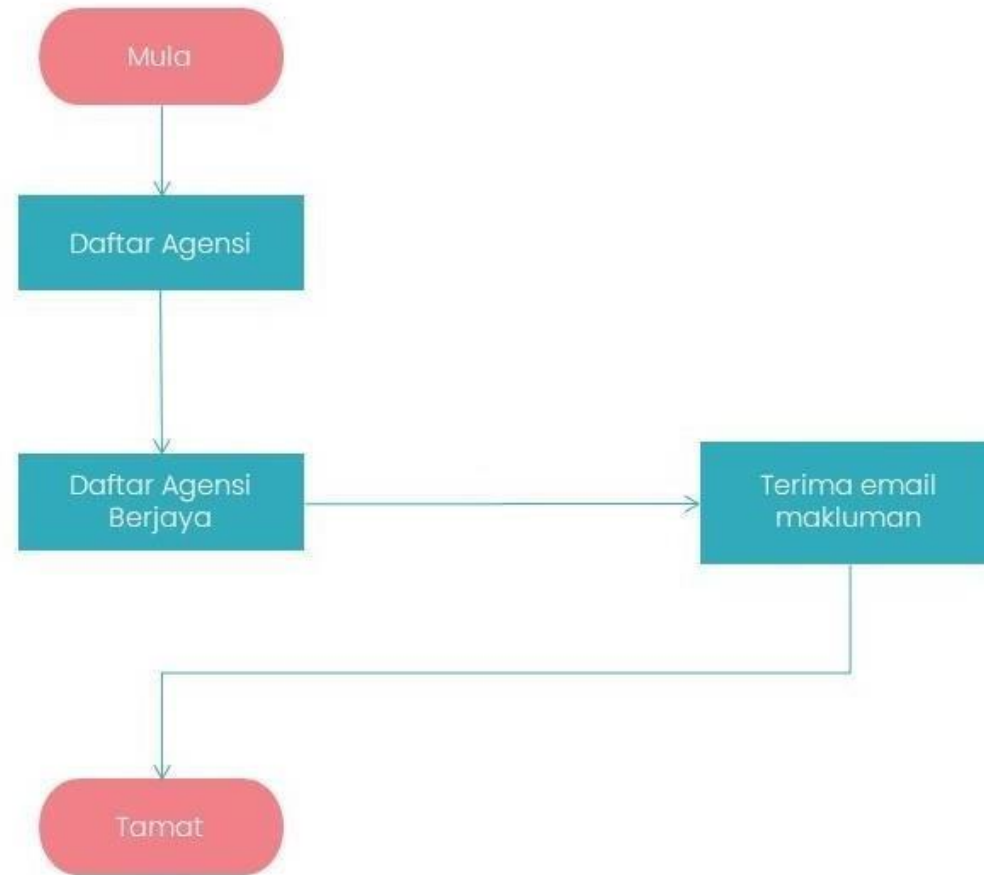 Mula
Daftar Agensi
Daftar Agensi
Berjaya
Terima email
makluman
Tamat